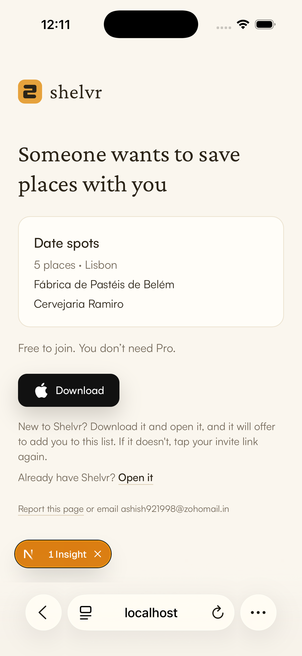 12:11
shelvr
Someone wants to save
places with you
Date spots
5 places · Lisbon
Fábrica de Pastéis de Belém
Cervejaria Ramiro
Free to join. You don’t need Pro.
Download
New to Shelvr? Download it and open it, and it will offer
to add you to this list. If it doesn't, tap your invite link
again.
Already have Shelvr? Open it
Report this page or email ashish921998@zohomail.in
N 1 Insight ×
localhost